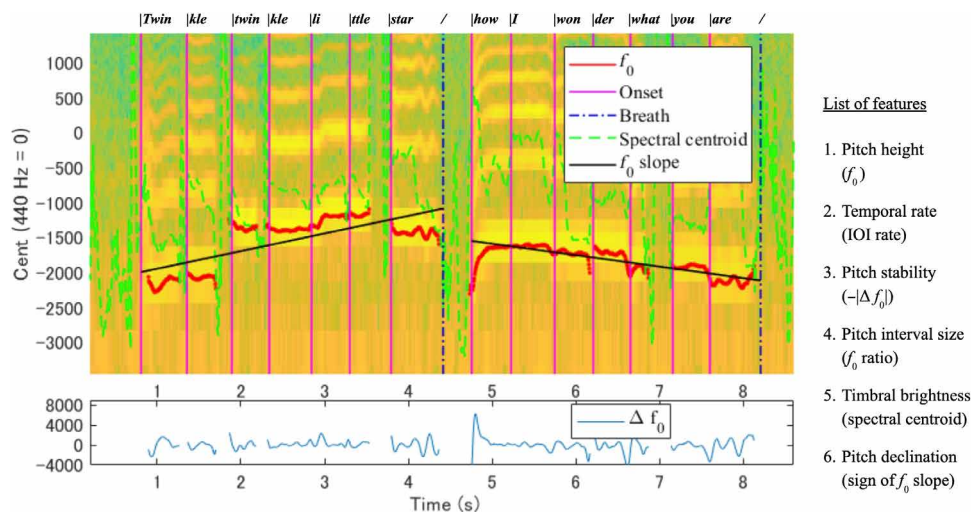 |Twin |kle |twin |kle |li |ttle |star / |how |I |won |der |what |you |are /
f0
Onset
Breath
Spectral centroid
f0 slope
Cent (440 Hz = 0)
1000
500
0
-500
-1000
-1500
-2000
-2500
-3000
1 2 3 4 5 6 7 8
8000
4000
0
-4000
Δ f0
1 2 3 4 5 6 7 8
Time (s)
List of features
1. Pitch height
(f0)
2. Temporal rate
(IOI rate)
3. Pitch stability
(−|Δf0|)
4. Pitch interval size
(f0 ratio)
5. Timbral brightness
(spectral centroid)
6. Pitch declination
(sign of f0 slope)